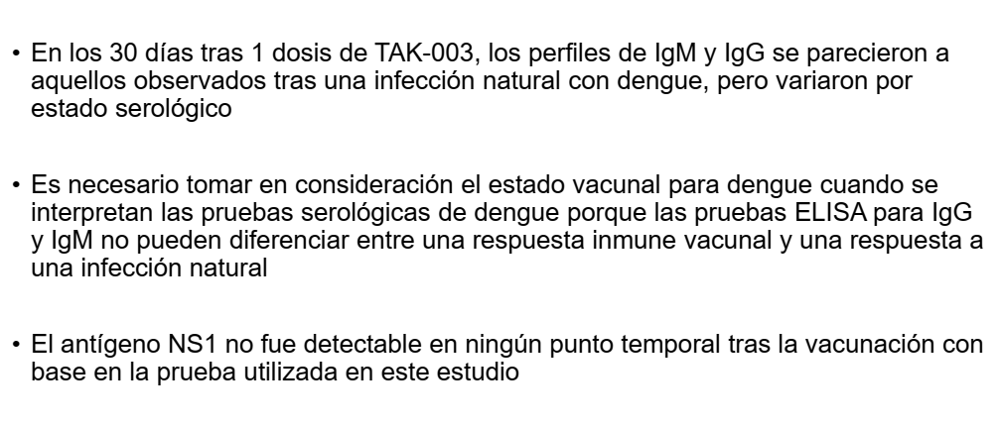 • En los 30 días tras 1 dosis de TAK-003, los perfiles de IgM y IgG se parecieron a
aquellos observados tras una infección natural con dengue, pero variaron por
estado serológico
• Es necesario tomar en consideración el estado vacunal para dengue cuando se
interpretan las pruebas serológicas de dengue porque las pruebas ELISA para IgG
y IgM no pueden diferenciar entre una respuesta inmune vacunal y una respuesta a
una infección natural
• El antígeno NS1 no fue detectable en ningún punto temporal tras la vacunación con
base en la prueba utilizada en este estudio